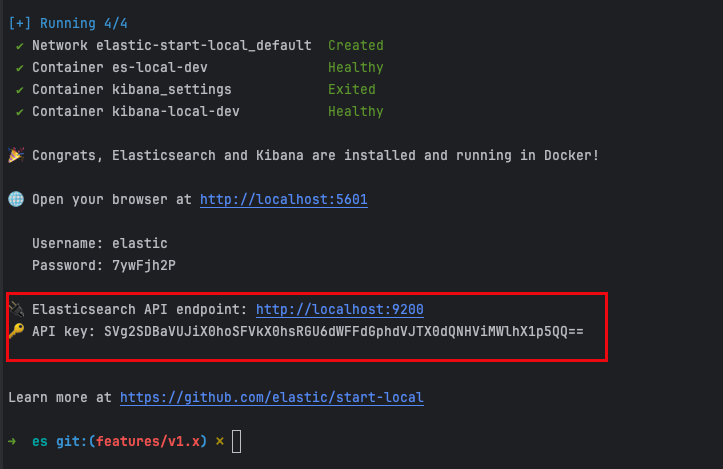 [+] Running 4/4
✔ Network elastic-start-local_default Created
✔ Container es-local-dev Healthy
✔ Container kibana_settings Exited
✔ Container kibana-local-dev Healthy
🎉 Congrats, Elasticsearch and Kibana are installed and running in Docker!
🌐 Open your browser at http://localhost:5601
Username: elastic
Password: 7ywFjh2P
🔌 Elasticsearch API endpoint: http://localhost:9200
🔑 API key: SVg2SDBaVUJiX0hoSFVkX0hsRGU6dWFFdGphdVJTX0dQNHViMWlhX1p5QQ==
Learn more at https://github.com/elastic/start-local
➜ es git:(features/v1.x) ×